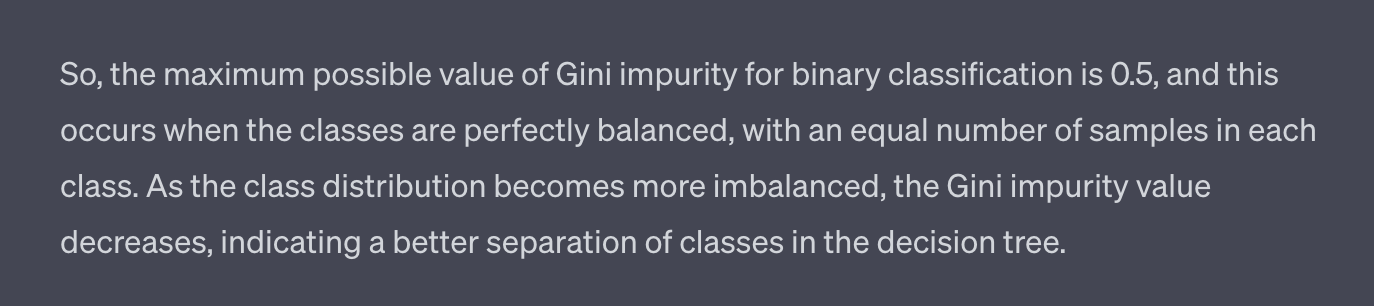 So, the maximum possible value of Gini impurity for binary classification is 0.5, and this
occurs when the classes are perfectly balanced, with an equal number of samples in each
class. As the class distribution becomes more imbalanced, the Gini impurity value
decreases, indicating a better separation of classes in the decision tree.